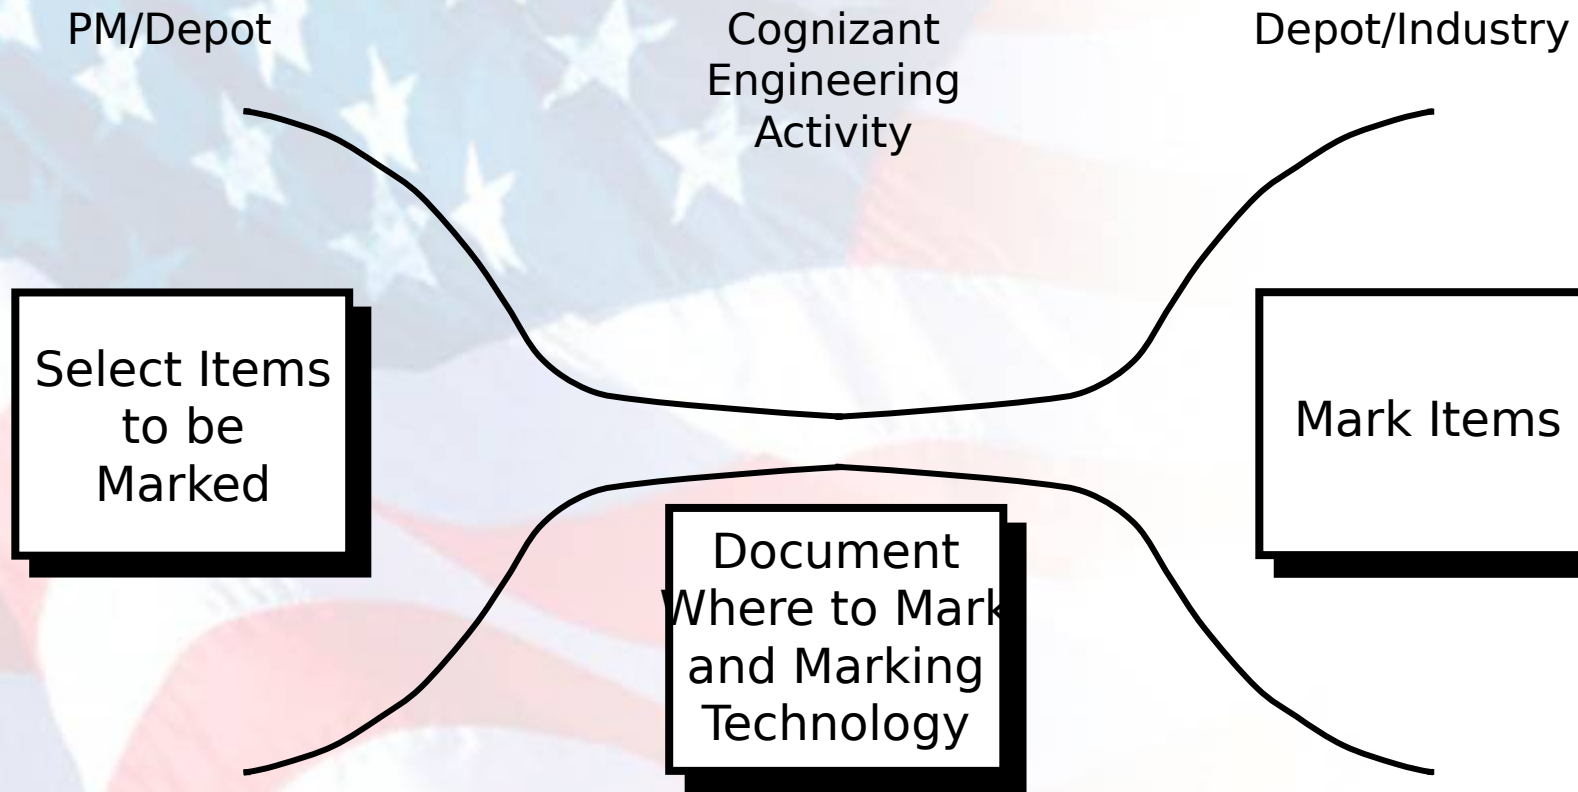 PM/Depot
Cognizant
Engineering
Activity
Depot/Industry
Select Items
to be
Marked
Document
Where to Mark
and Marking
Technology
Mark Items